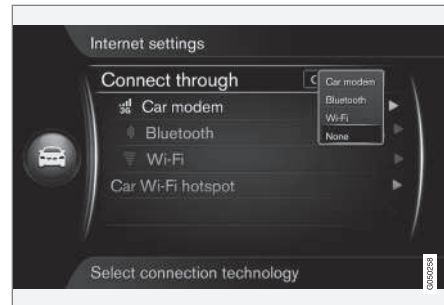 Internet settings
Connect through
Car modem
Bluetooth
Wi-Fi
None
3G Car modem
Bluetooth
Wi-Fi
Car Wi-Fi hotspot
Select connection technology
G050258